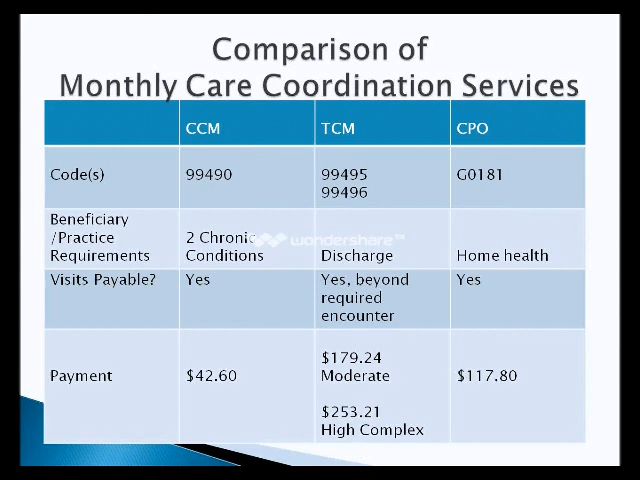 Comparison of
Monthly Care Coordination Services
CCM TCM CPO
Code(s) 99490 99495 G0181
99496
Beneficiary
/Practice 2 Chronic
Requirements Conditions Discharge Home health
Visits Payable? Yes Yes, beyond Yes
required
encounter
$179.24
Payment $42.60 Moderate $117.80
$253.21
High Complex
wondershare™